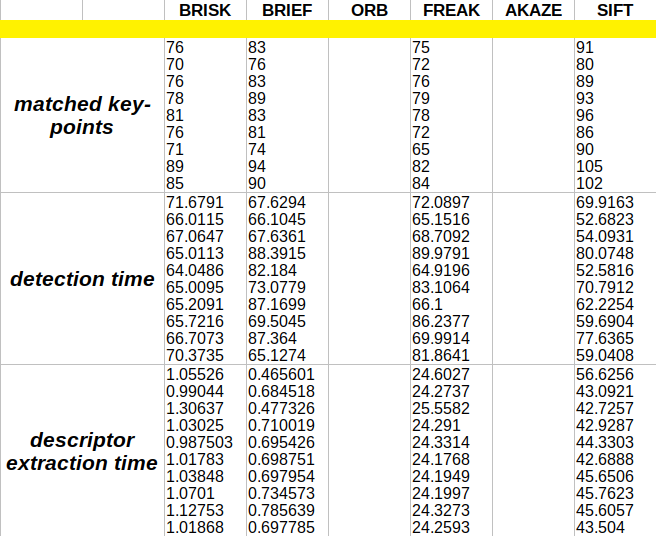 BRISK BRIEF ORB FREAK AKAZE SIFT
matched key-
points
76 83 75 91
70 76 72 80
76 83 76 89
78 89 79 93
81 83 78 96
76 81 72 86
71 74 65 90
89 94 82 105
85 90 84 102
detection time
71.6791 67.6294 72.0897 69.9163
66.0115 66.1045 65.1516 52.6823
67.0647 67.6361 68.7092 54.0931
65.0113 88.3915 89.9791 80.0748
64.0486 82.184 64.9196 52.5816
65.0095 73.0779 83.1064 70.7912
65.2091 87.1699 66.1 62.2254
65.7216 69.5045 86.2377 59.6904
66.7073 87.364 69.9914 77.6365
70.3735 65.1274 81.8641 59.0408
descriptor
extraction time
1.05526 0.465601 24.6027 56.6256
0.99044 0.684518 24.2737 43.0921
1.30637 0.477326 25.5582 42.7257
1.03025 0.710019 24.291 42.9287
0.987503 0.695426 24.3314 44.3303
1.01783 0.698751 24.1768 42.6888
1.03848 0.697954 24.1949 45.6506
1.0701 0.734573 24.1997 45.7623
1.12753 0.785639 24.3273 45.6057
1.01868 0.697785 24.2593 43.504